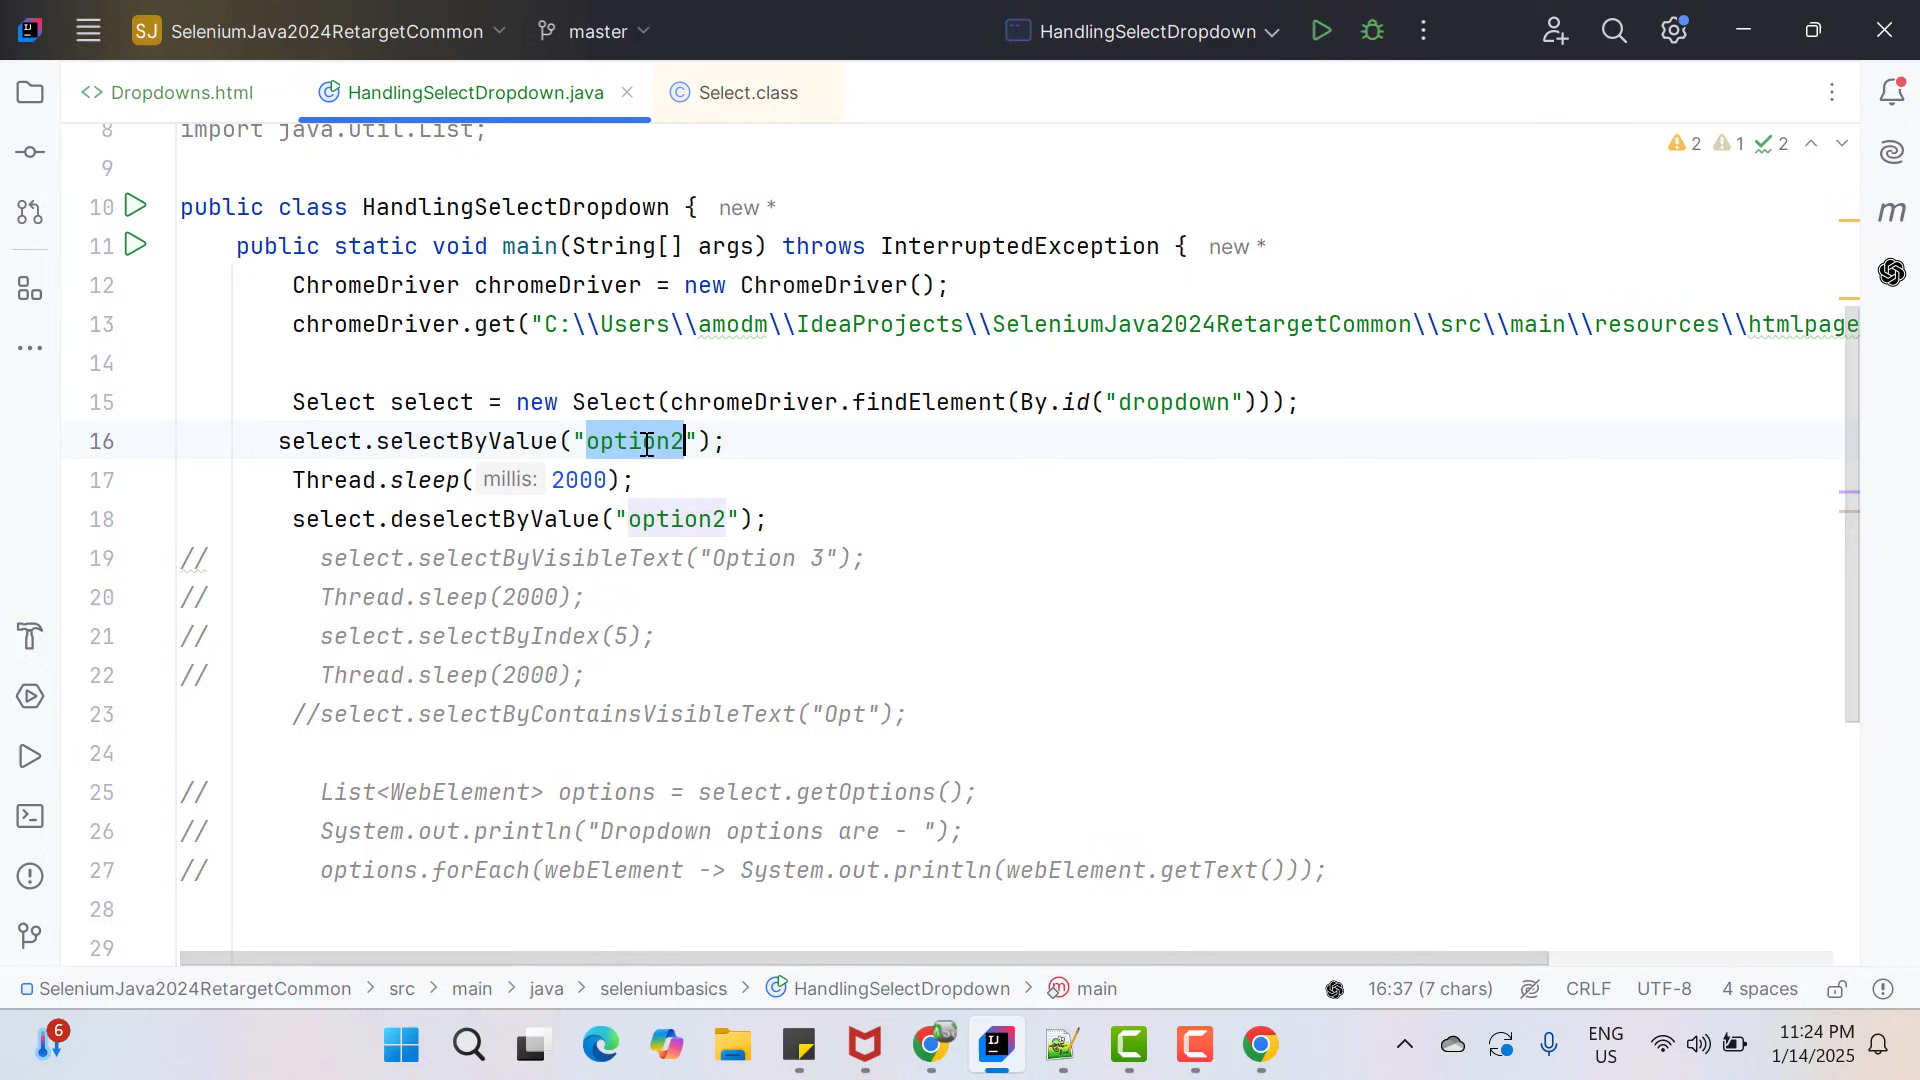 SJ SeleniumJava2024RetargetCommon master HandlingSelectDropdown
<> Dropdowns.html HandlingSelectDropdown.java Select.class
8 import java.util.List;
2 1 2
9
10 public class HandlingSelectDropdown { new *
11 public static void main(String[] args) throws InterruptedException { new *
12 ChromeDriver chromeDriver = new ChromeDriver();
13 chromeDriver.get("C:\\Users\\amodm\\IdeaProjects\\SeleniumJava2024RetargetCommon\\src\\main\\resources\\htmlpage
14
15 Select select = new Select(chromeDriver.findElement(By.id("dropdown")));
16 select.selectByValue("option2");
17 Thread.sleep( millis: 2000);
18 select.deselectByValue("option2");
19 // select.selectByVisibleText("Option 3");
20 // Thread.sleep(2000);
21 // select.selectByIndex(5);
22 // Thread.sleep(2000);
23 //select.selectByContainsVisibleText("Opt");
24
25 // List<WebElement> options = select.getOptions();
26 // System.out.println("Dropdown options are - ");
27 // options.forEach(webElement -> System.out.println(webElement.getText()));
28
29
SeleniumJava2024RetargetCommon > src > main > java > seleniumbasics > HandlingSelectDropdown > main 16:37 (7 chars) CRLF UTF-8 4 spaces
6
ENG
US
11:24 PM
1/14/2025